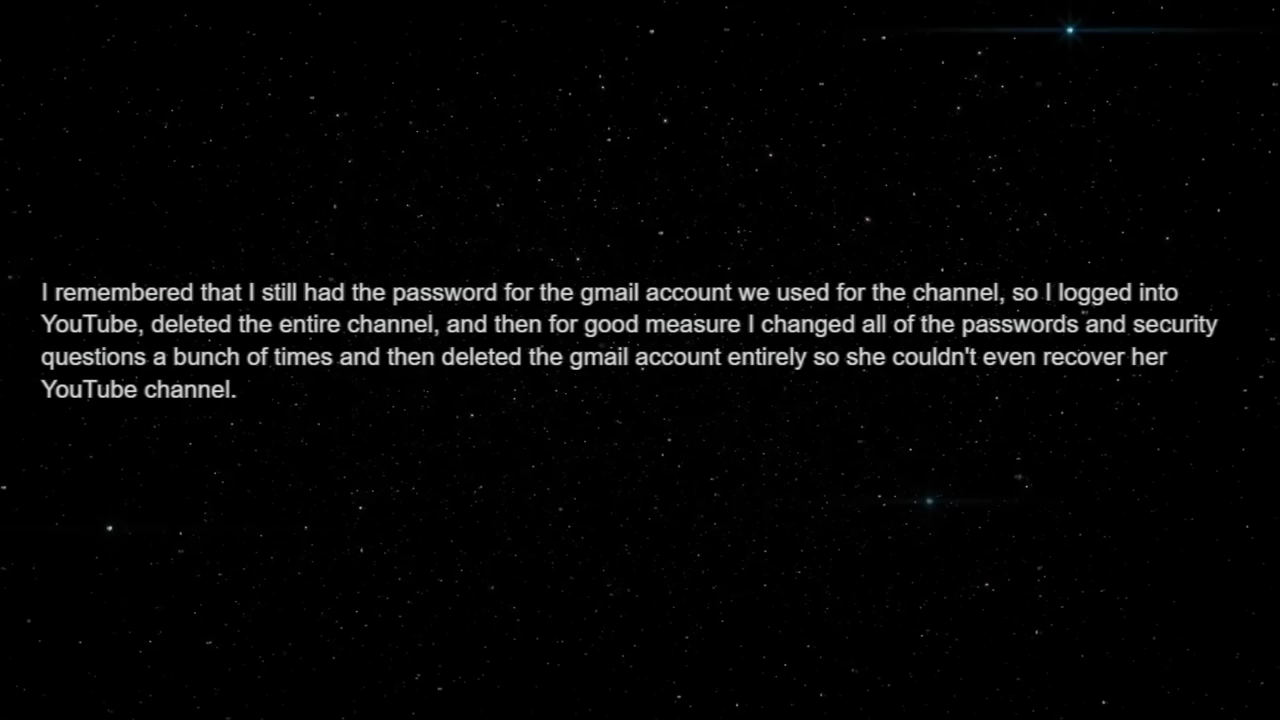 I remembered that I still had the password for the gmail account we used for the channel, so I logged into
YouTube, deleted the entire channel, and then for good measure I changed all of the passwords and security
questions a bunch of times and then deleted the gmail account entirely so she couldn't even recover her
YouTube channel.